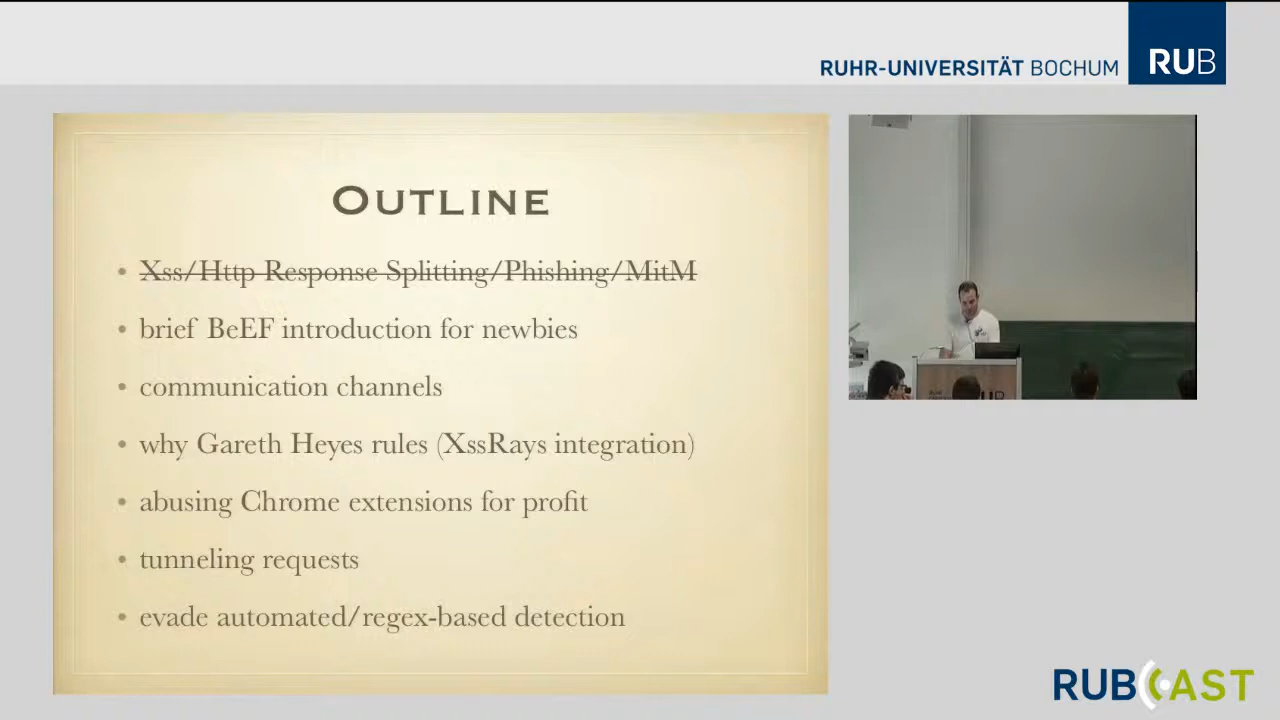 RUHR-UNIVERSITÄT BOCHUM
RUB
OUTLINE
• Xss/Http Response Splitting/Phishing/MitM
• brief BeEF introduction for newbies
• communication channels
• why Gareth Heyes rules (XssRays integration)
• abusing Chrome extensions for profit
• tunneling requests
• evade automated/regex-based detection
RUBCAST